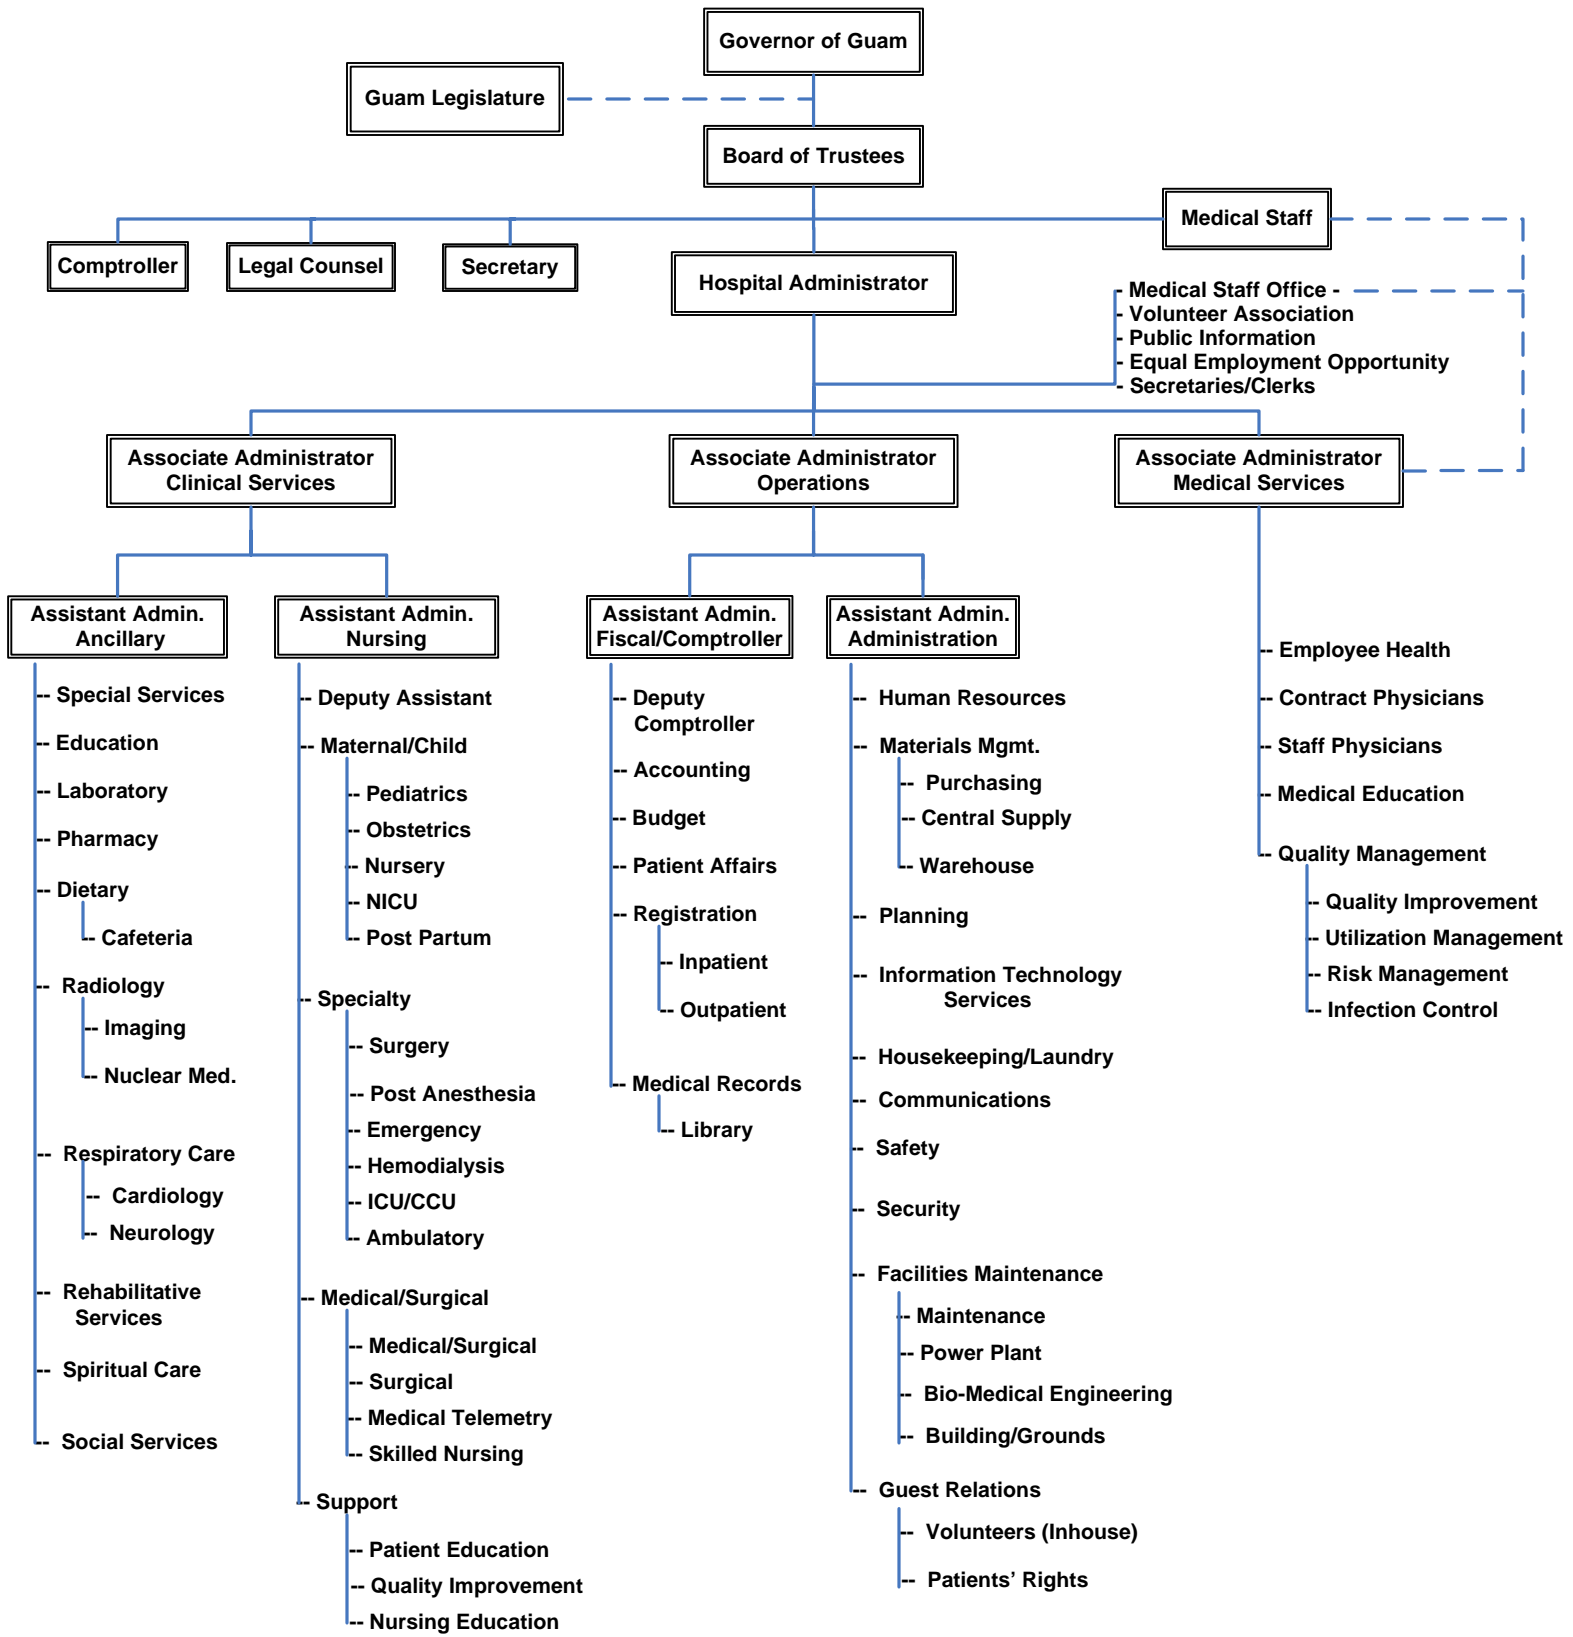 Governor of Guam
Guam Legislature
Board of Trustees
Medical Staff
Comptroller
Legal Counsel
Secretary
Hospital Administrator
- Medical Staff Office -
- Volunteer Association
- Public Information
- Equal Employment Opportunity
- Secretaries/Clerks
Associate Administrator
Clinical Services
Associate Administrator
Operations
Associate Administrator
Medical Services
Assistant Admin.
Ancillary
-- Special Services
-- Education
-- Laboratory
-- Pharmacy
-- Dietary
-- Cafeteria
-- Radiology
-- Imaging
-- Nuclear Med.
-- Respiratory Care
-- Cardiology
-- Neurology
-- Rehabilitative
Services
-- Spiritual Care
-- Social Services
Assistant Admin.
Nursing
-- Deputy Assistant
-- Maternal/Child
-- Pediatrics
-- Obstetrics
-- Nursery
-- NICU
-- Post Partum
-- Specialty
-- Surgery
-- Post Anesthesia
-- Emergency
-- Hemodialysis
-- ICU/CCU
-- Ambulatory
-- Medical/Surgical
-- Medical/Surgical
-- Surgical
-- Medical Telemetry
-- Skilled Nursing
-- Support
-- Patient Education
-- Quality Improvement
-- Nursing Education
Assistant Admin.
Fiscal/Comptroller
-- Deputy
Comptroller
-- Accounting
-- Budget
-- Patient Affairs
-- Registration
-- Inpatient
-- Outpatient
-- Medical Records
-- Library
Assistant Admin.
Administration
-- Human Resources
-- Materials Mgmt.
-- Purchasing
-- Central Supply
-- Warehouse
-- Planning
-- Information Technology
Services
-- Housekeeping/Laundry
-- Communications
-- Safety
-- Security
-- Facilities Maintenance
-- Maintenance
-- Power Plant
-- Bio-Medical Engineering
-- Building/Grounds
-- Guest Relations
-- Volunteers (Inhouse)
-- Patients’ Rights
-- Employee Health
-- Contract Physicians
-- Staff Physicians
-- Medical Education
-- Quality Management
-- Quality Improvement
-- Utilization Management
-- Risk Management
-- Infection Control